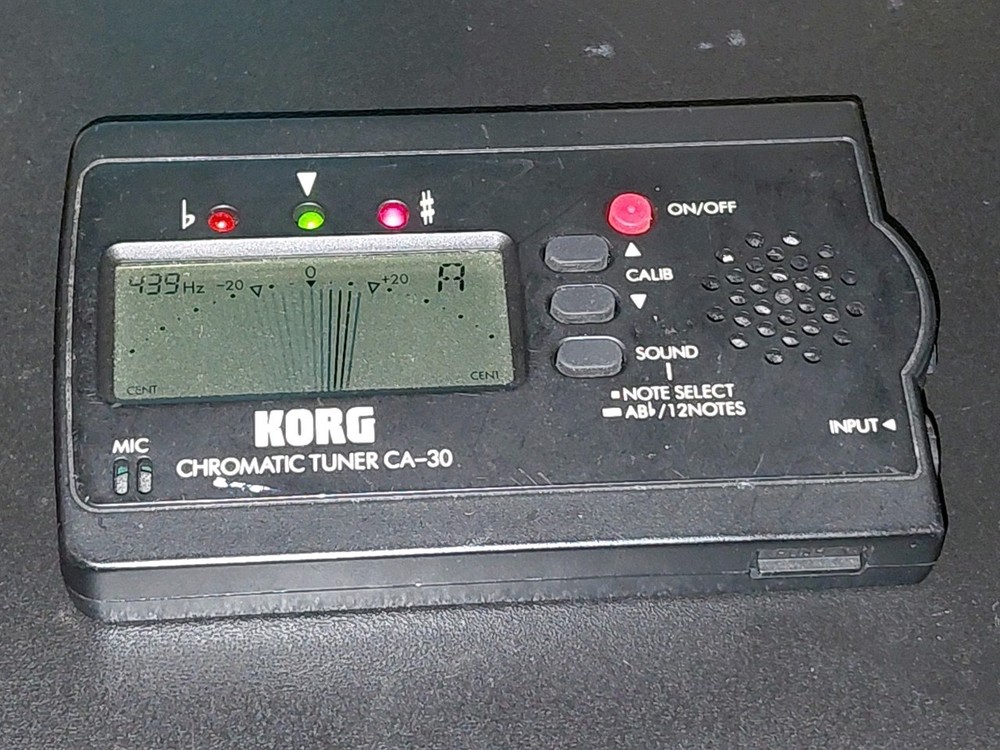 ♭ ▼ ♯
ON/OFF
439Hz -20 0 +20 A
▲
CALIB
▼
SOUND
NOTE SELECT
AB♭/12NOTES
CENT CENT
KORG
CHROMATIC TUNER CA-30
MIC
INPUT ◀